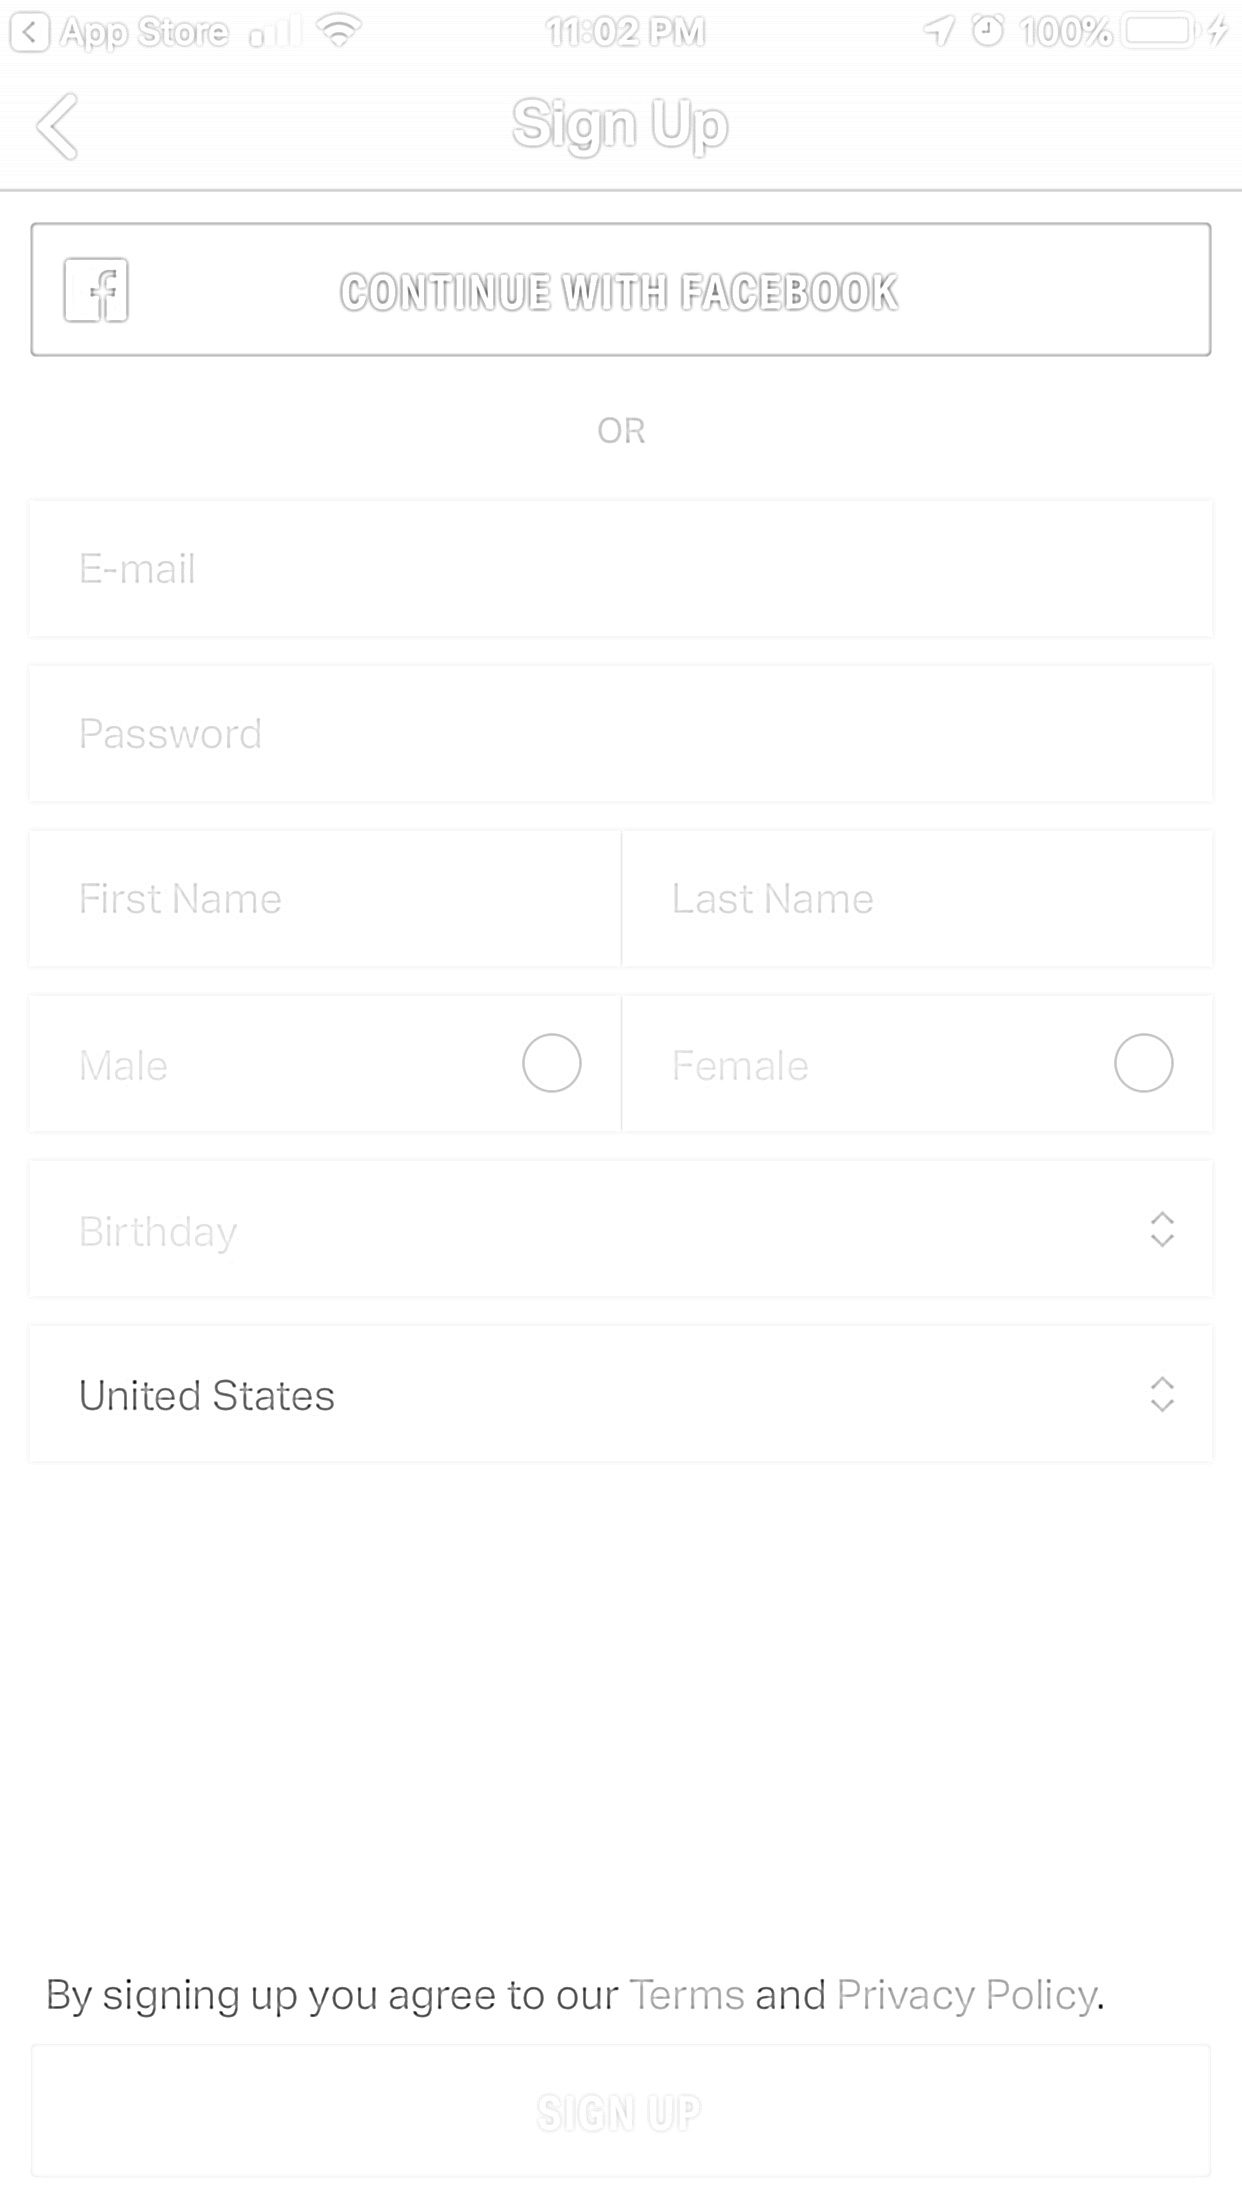 App Store 11:02 PM 100%
Sign Up
f CONTINUE WITH FACEBOOK
OR
E-mail
Password
First Name Last Name
Male Female
Birthday
United States
By signing up you agree to our Terms and Privacy Policy.
SIGN UP